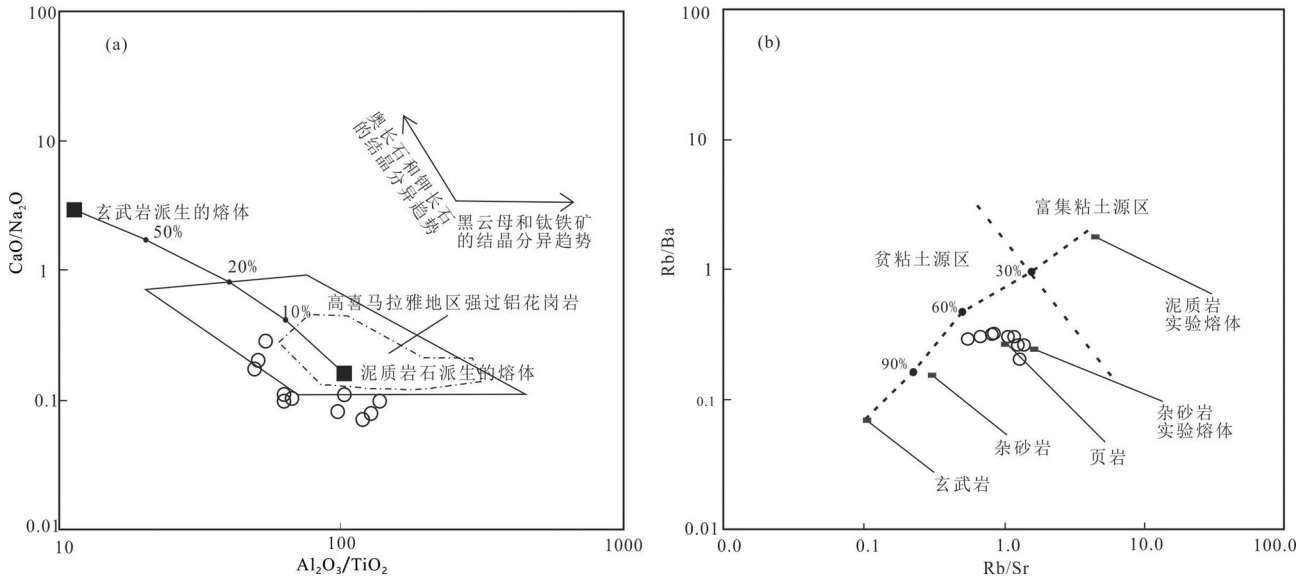 (a)
100
10
1
0.1
0.01
CaO/Na₂O
10
100
1000
Al₂O₃/TiO₂
奥长石和钾长石
的结晶分异趋势
黑云母和钛铁矿
的结晶分异趋势
玄武岩派生的熔体
50%
20%
10%
高喜马拉雅地区强过铝花岗岩
泥质岩石派生的熔体
(b)
100
10
1
0.1
0.01
Rb/Ba
0.0
0.1
1.0
10.0
100.0
Rb/Sr
富集粘土源区
贫粘土源区
30%
60%
90%
泥质岩
实验熔体
杂砂岩
实验熔体
页岩
杂砂岩
玄武岩